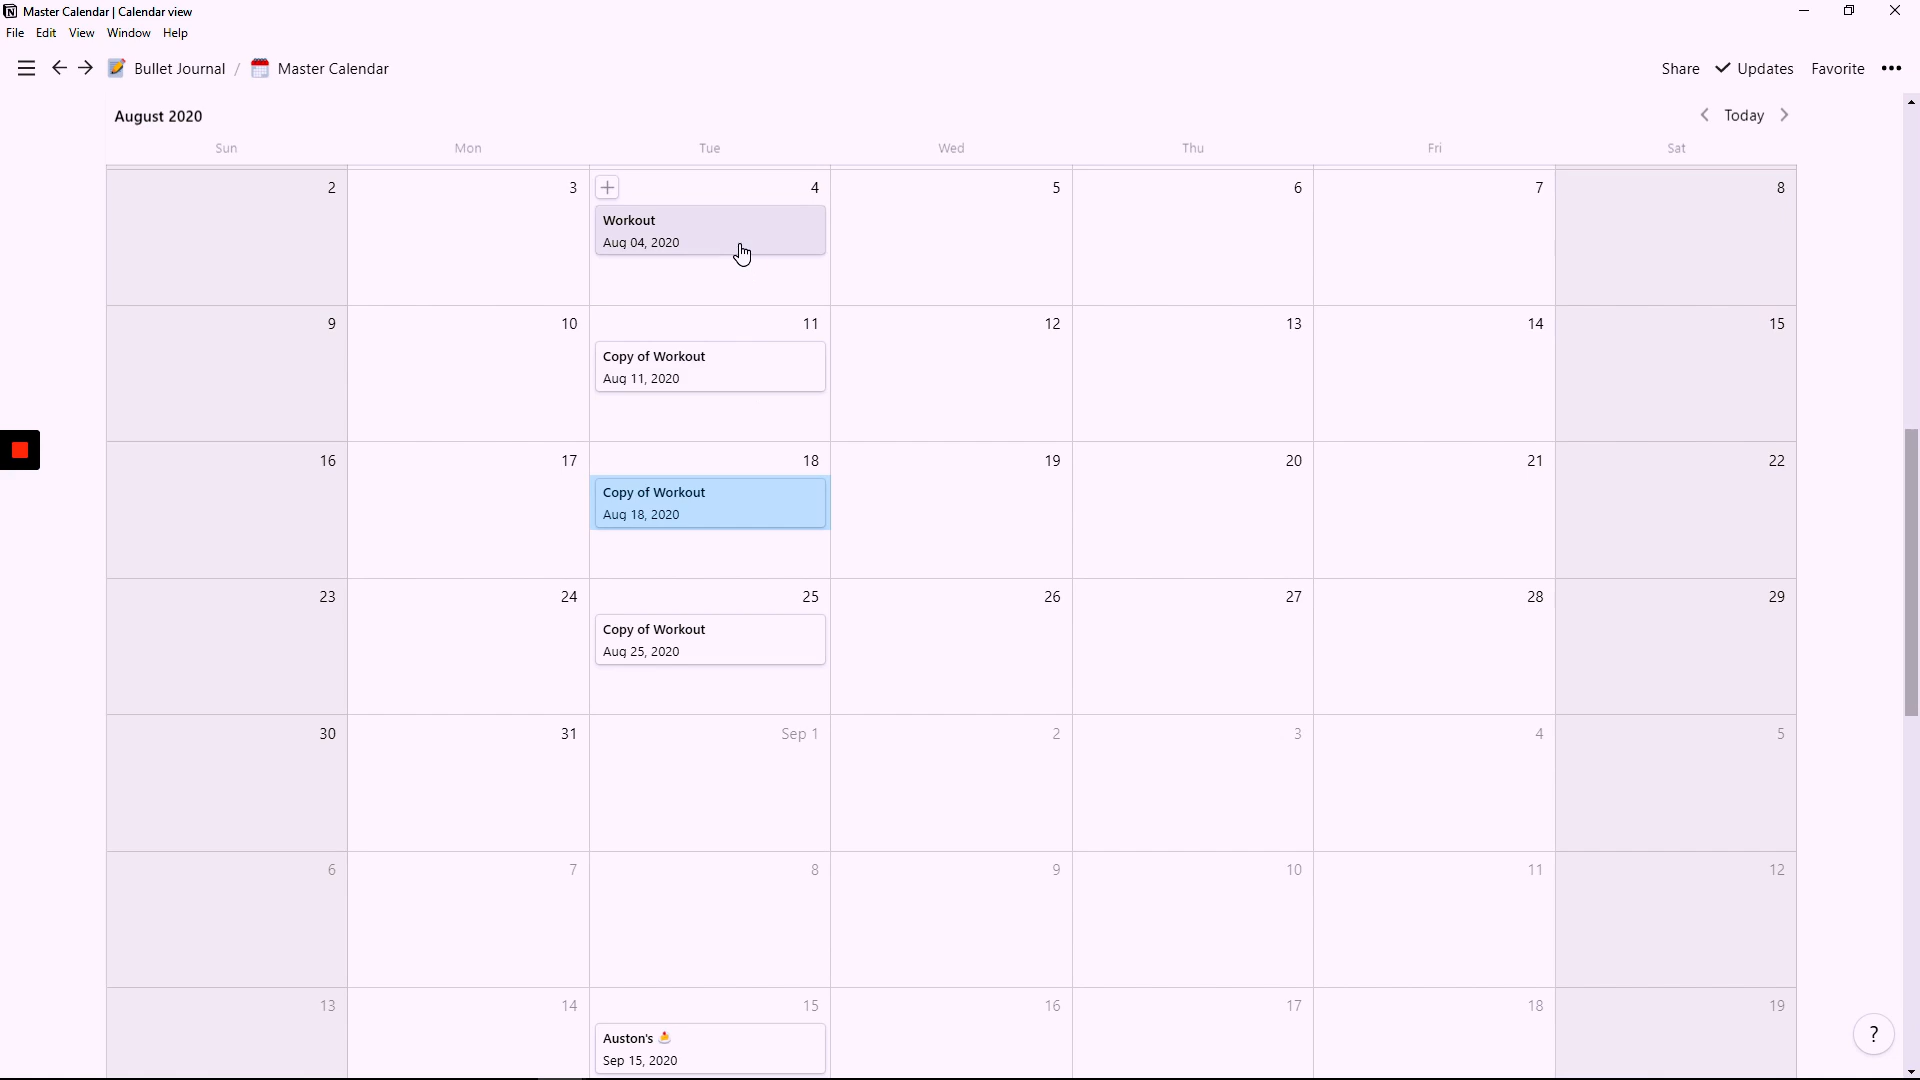 Master Calendar | Calendar view
File Edit View Window Help
Bullet Journal / Master Calendar
Share Updates Favorite
August 2020
Today
Sun Mon Tue Wed Thu Fri Sat
2 3 4 5 6 7 8
Workout
Aug 04, 2020
9 10 11 12 13 14 15
Copy of Workout
Aug 11, 2020
16 17 18 19 20 21 22
Copy of Workout
Aug 18, 2020
23 24 25 26 27 28 29
Copy of Workout
Aug 25, 2020
30 31 Sep 1 2 3 4 5
6 7 8 9 10 11 12
13 14 15 16 17 18 19
Auston's
Sep 15, 2020
?